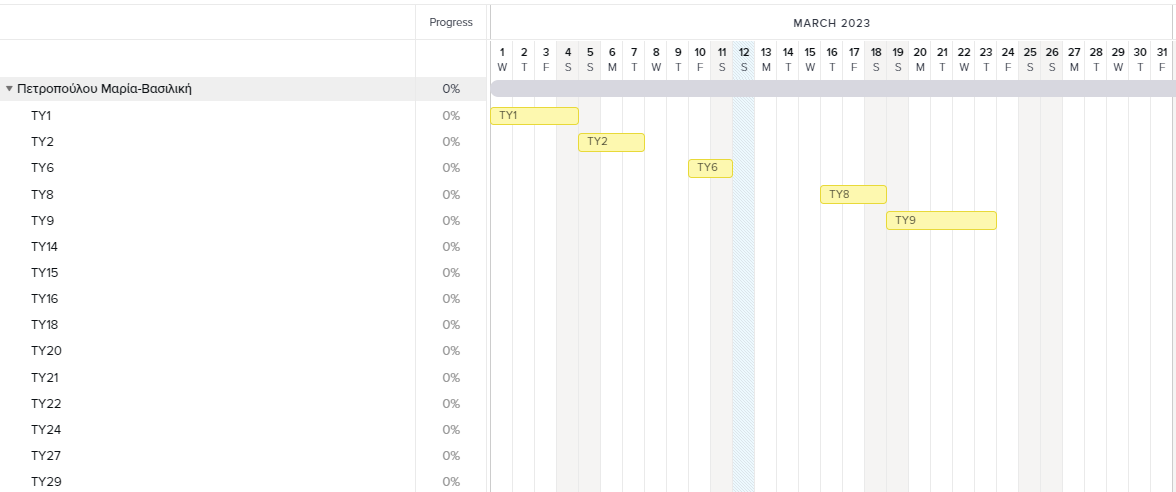 Progress MARCH 2023
1 2 3 4 5 6 7 8 9 10 11 12 13 14 15 16 17 18 19 20 21 22 23 24 25 26 27 28 29 30 31
W T F S S M T W T F S S M T W T F S S M T W T F S S M T W T F
Πετροπούλου Μαρία-Βασιλική 0%
TY1 0% TY1
TY2 0% TY2
TY6 0% TY6
TY8 0% TY8
TY9 0% TY9
TY14 0%
TY15 0%
TY16 0%
TY18 0%
TY20 0%
TY21 0%
TY22 0%
TY24 0%
TY27 0%
TY29 0%